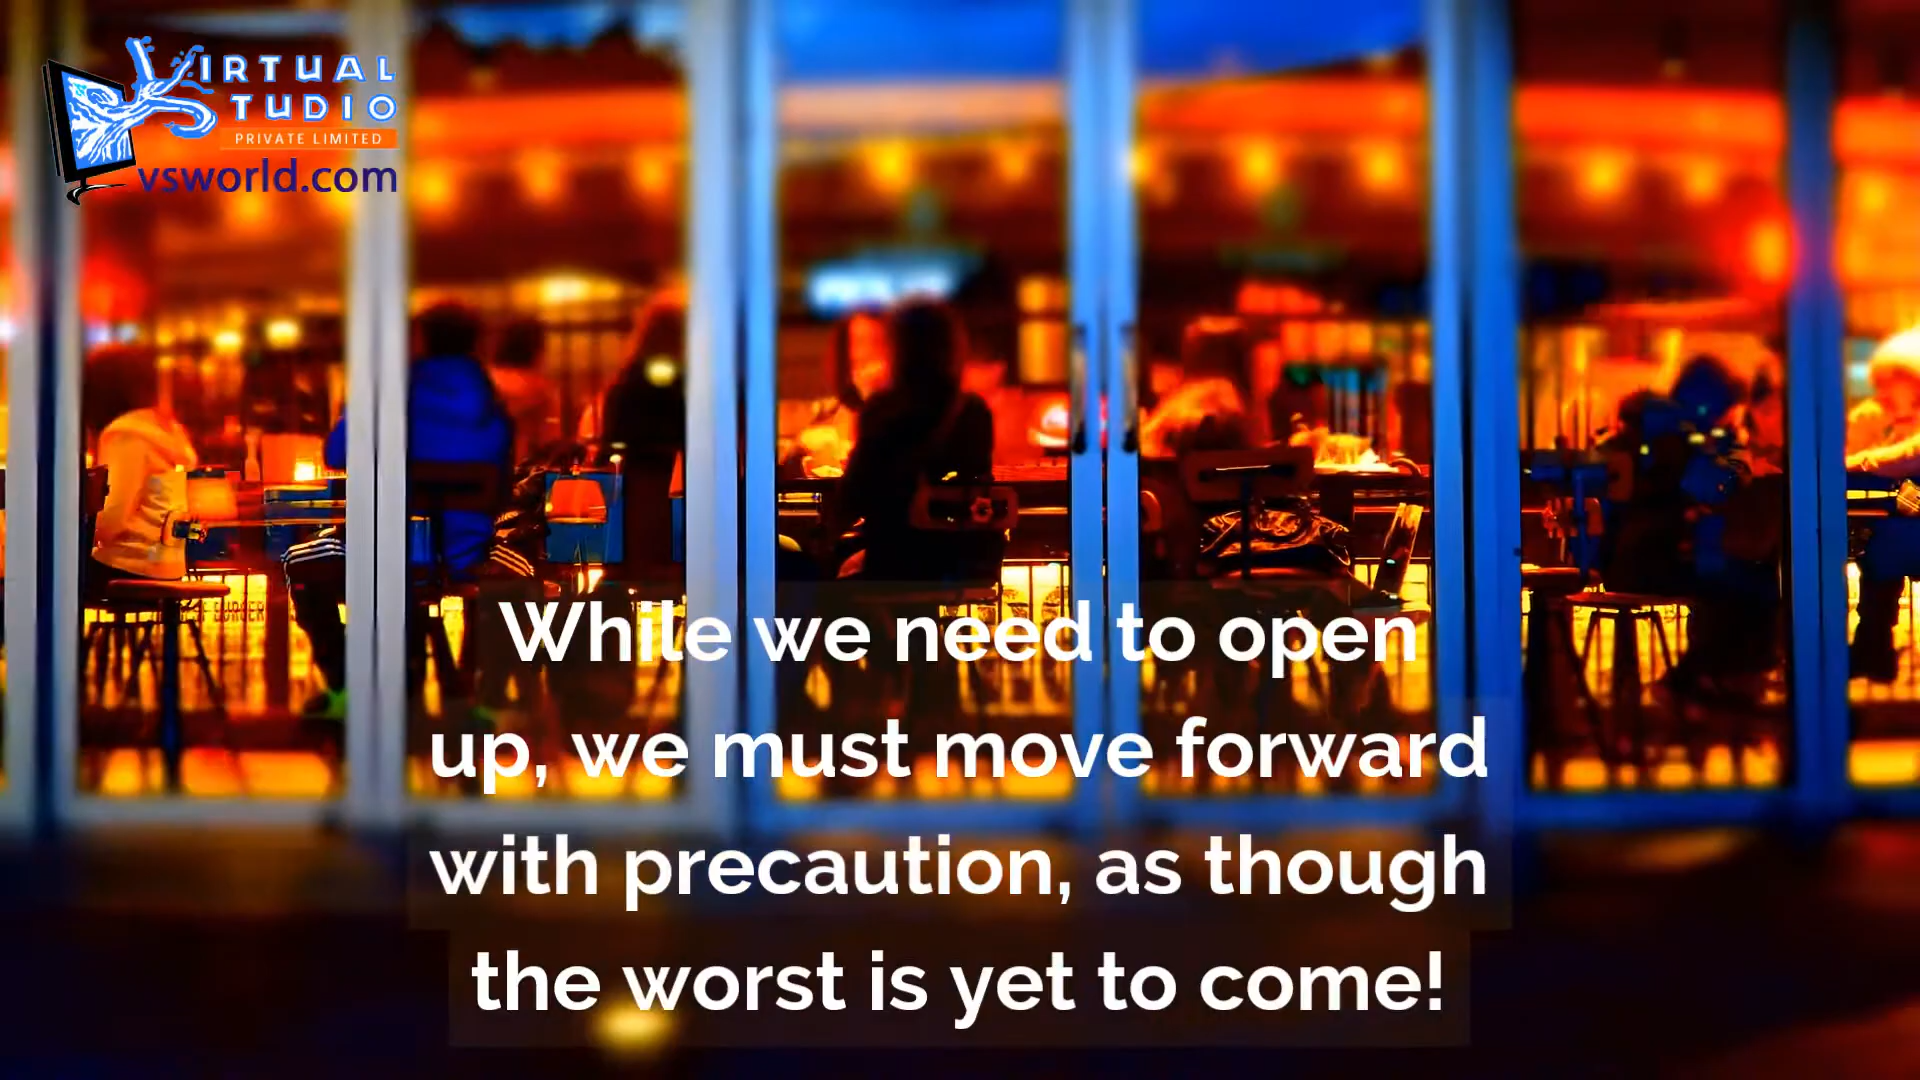 VIRTUAL
STUDIO
PRIVATE LIMITED
vsworld.com
BURGER
While we need to open
up, we must move forward
with precaution, as though
the worst is yet to come!